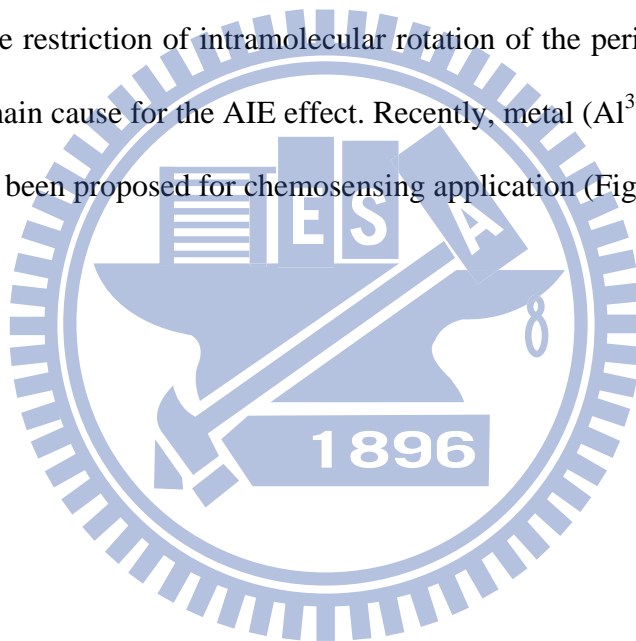 e restriction of intramolecular rotation of the peri
nain cause for the AIE effect. Recently, metal (Al3
been proposed for chemosensing application (Fig
E S A
1896